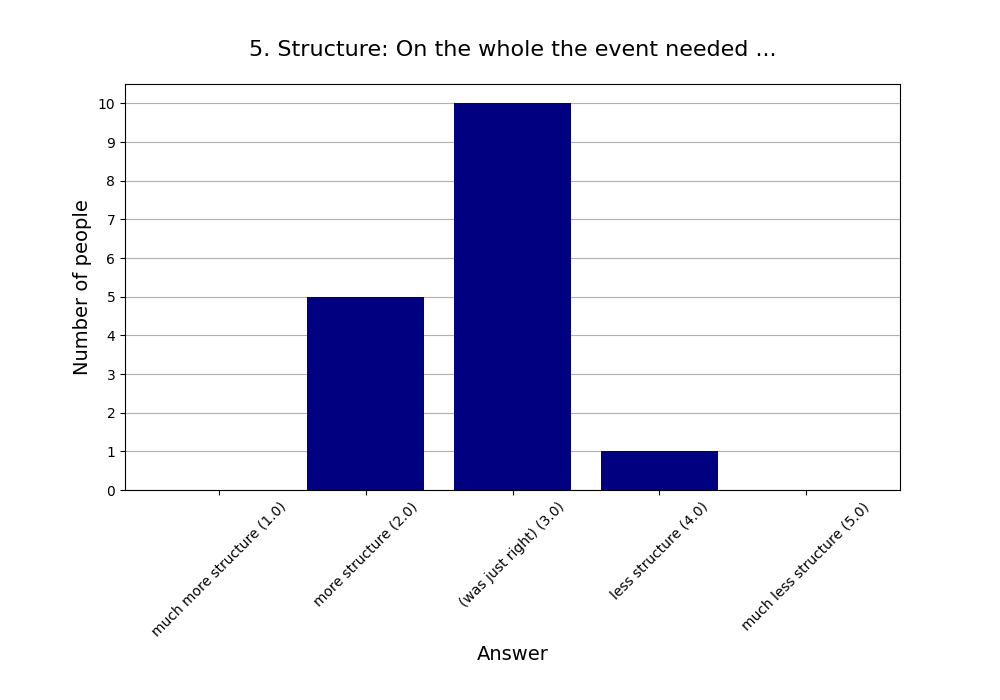 5. Structure: On the whole the event needed ...
Number of people
10
9
8
7
6
5
4
3
2
1
0
much more structure (1.0)
more structure (2.0)
(was just right) (3.0)
less structure (4.0)
much less structure (5.0)
Answer